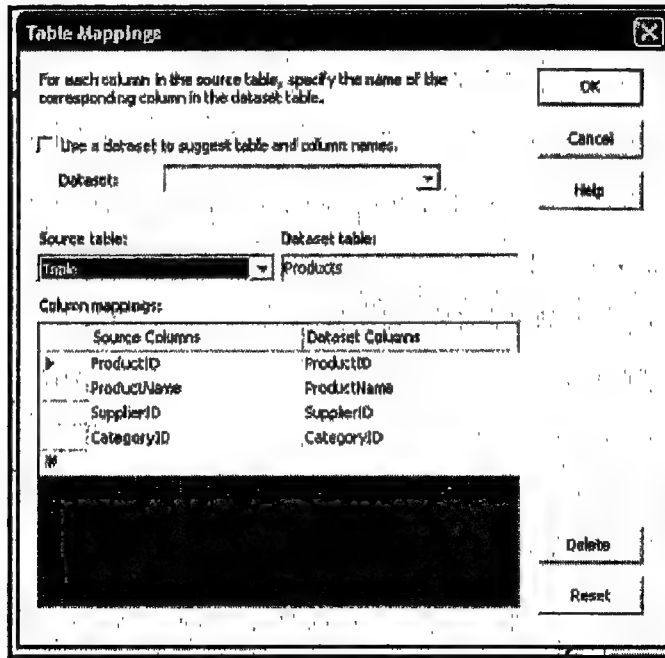 Table Mappings
For each column in the source table, specify the name of the
corresponding column in the dataset table.
OK
Use a dataset to suggest table and column names.
Cancel
Dataset:
Help
Source table: Dataset table:
Table Products
Column mappings:
Source Columns Dataset Columns
ProductID ProductID
ProductName ProductName
SupplierID SupplierID
CategoryID CategoryID
Delete
Reset